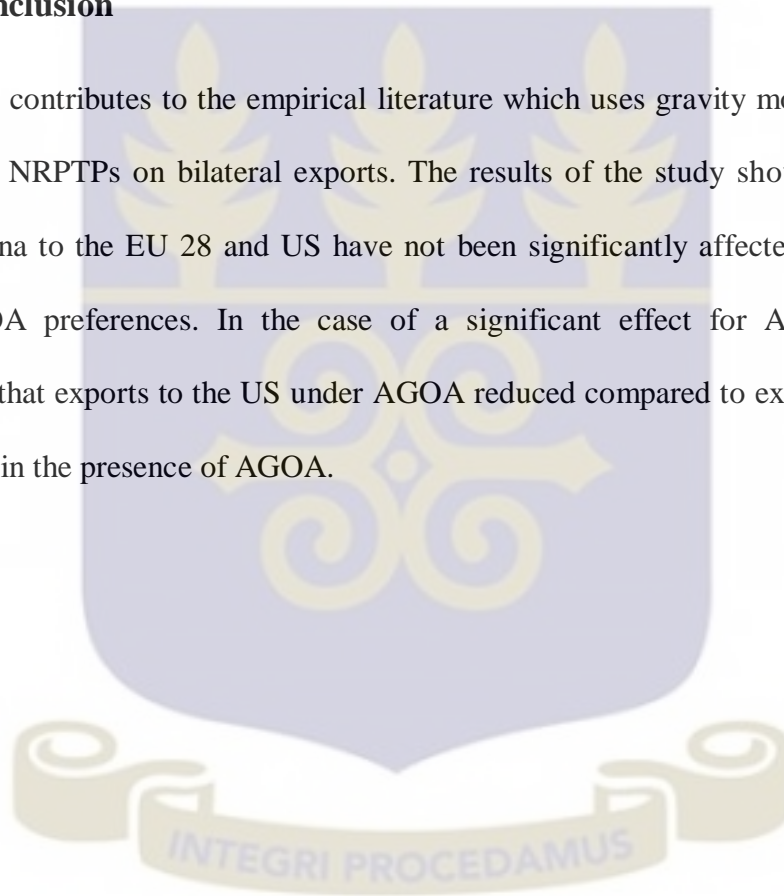 nclusion
contributes to the empirical literature which uses gravity m
NRPTPs on bilateral exports. The results of the study sho
na to the EU 28 and US have not been significantly affecte
OA preferences. In the case of a significant effect for A
that exports to the US under AGOA reduced compared to ex
in the presence of AGOA.
INTEGRI PROCEDAMUS